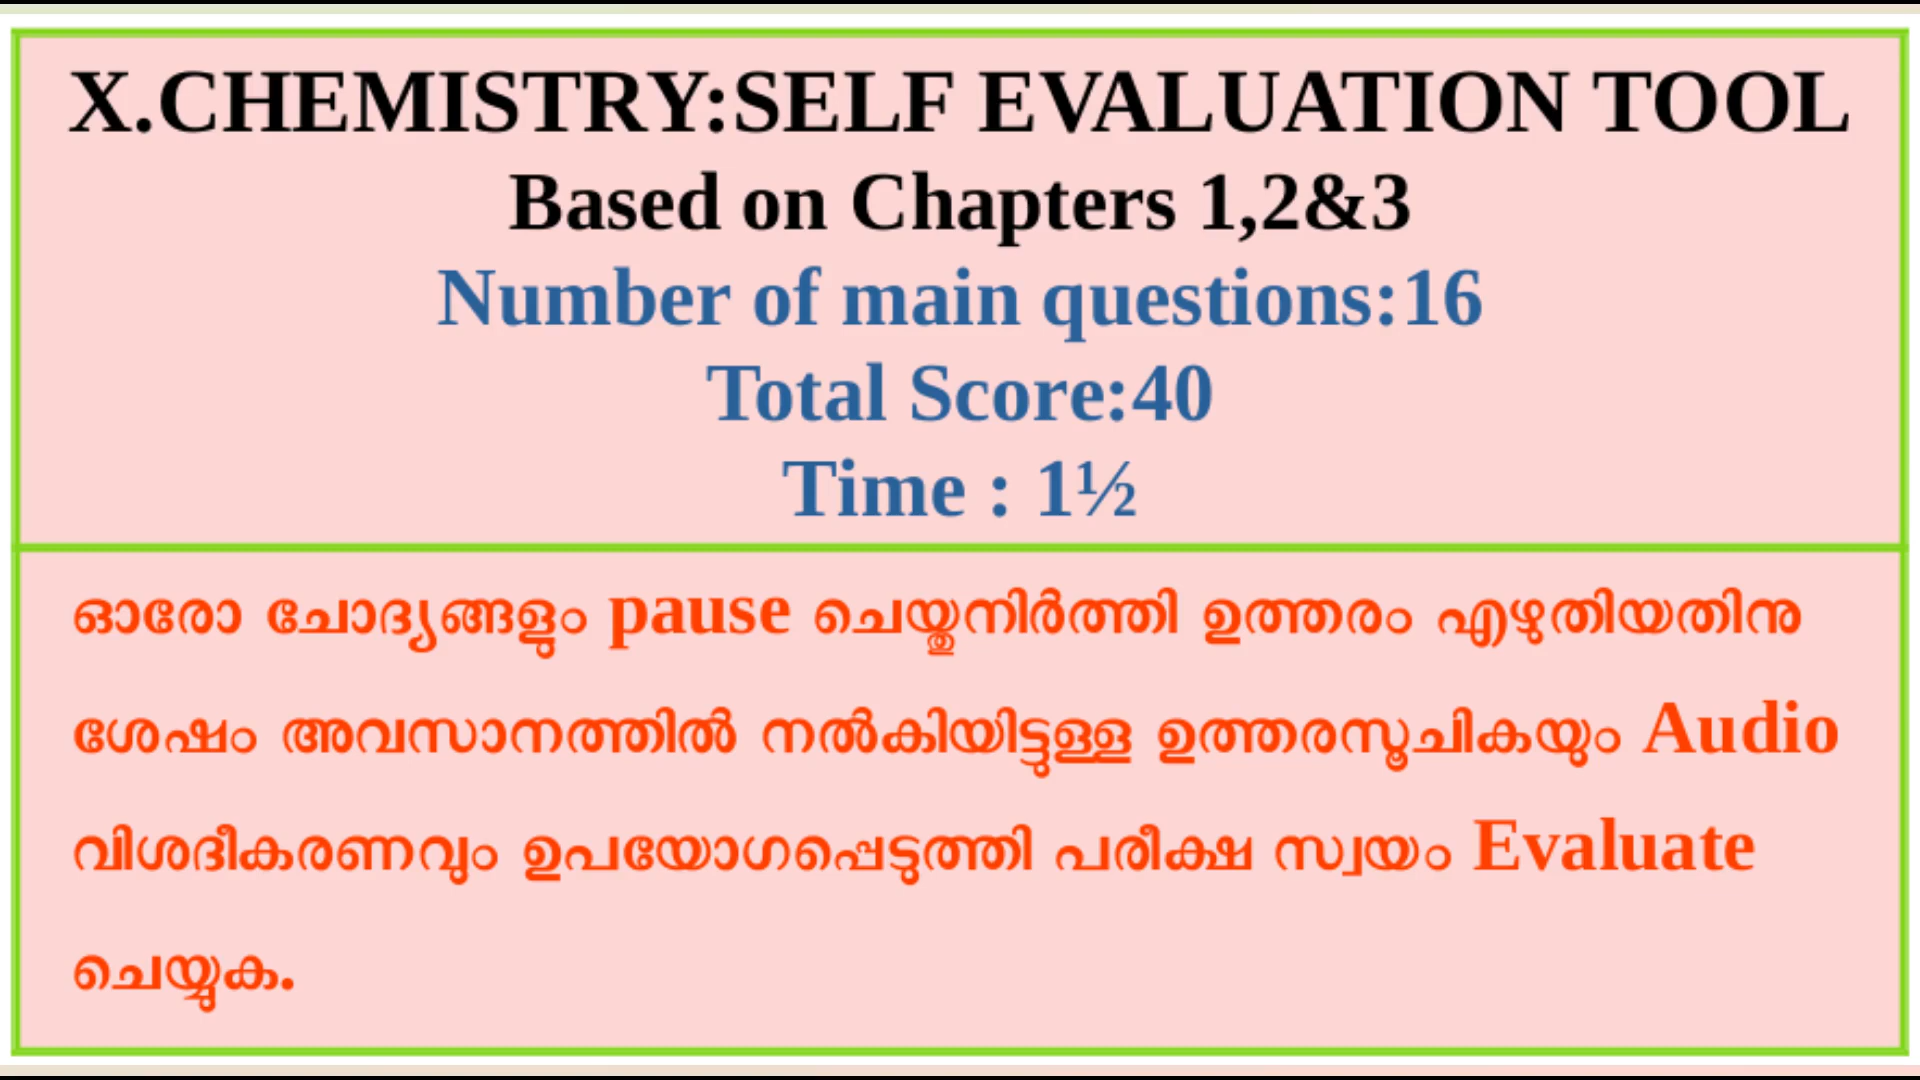 X.CHEMISTRY:SELF EVALUATION TOOL
Based on Chapters 1,2&3
Number of main questions:16
Total Score:40
Time : 1½
ഓരോ ചോദ്യങ്ങളും pause ചെയ്തുനിർത്തി ഉത്തരം എഴുതിയതിനു
ശേഷം അവസാനത്തിൽ നൽകിയിട്ടുള്ള ഉത്തരസൂചികയും Audio
വിശദീകരണവും ഉപയോഗപ്പെടുത്തി പരീക്ഷ സ്വയം Evaluate
ചെയ്യുക.